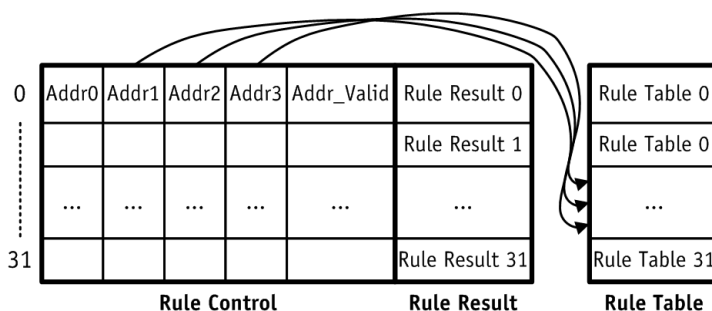 0 Addr0 Addr1 Addr2 Addr3 Addr_Valid Rule Result 0 Rule Table 0
Rule Result 1 Rule Table 0
... ... ... ... ... ... ...
31 Rule Result 31 Rule Table 31
Rule Control Rule Result Rule Table